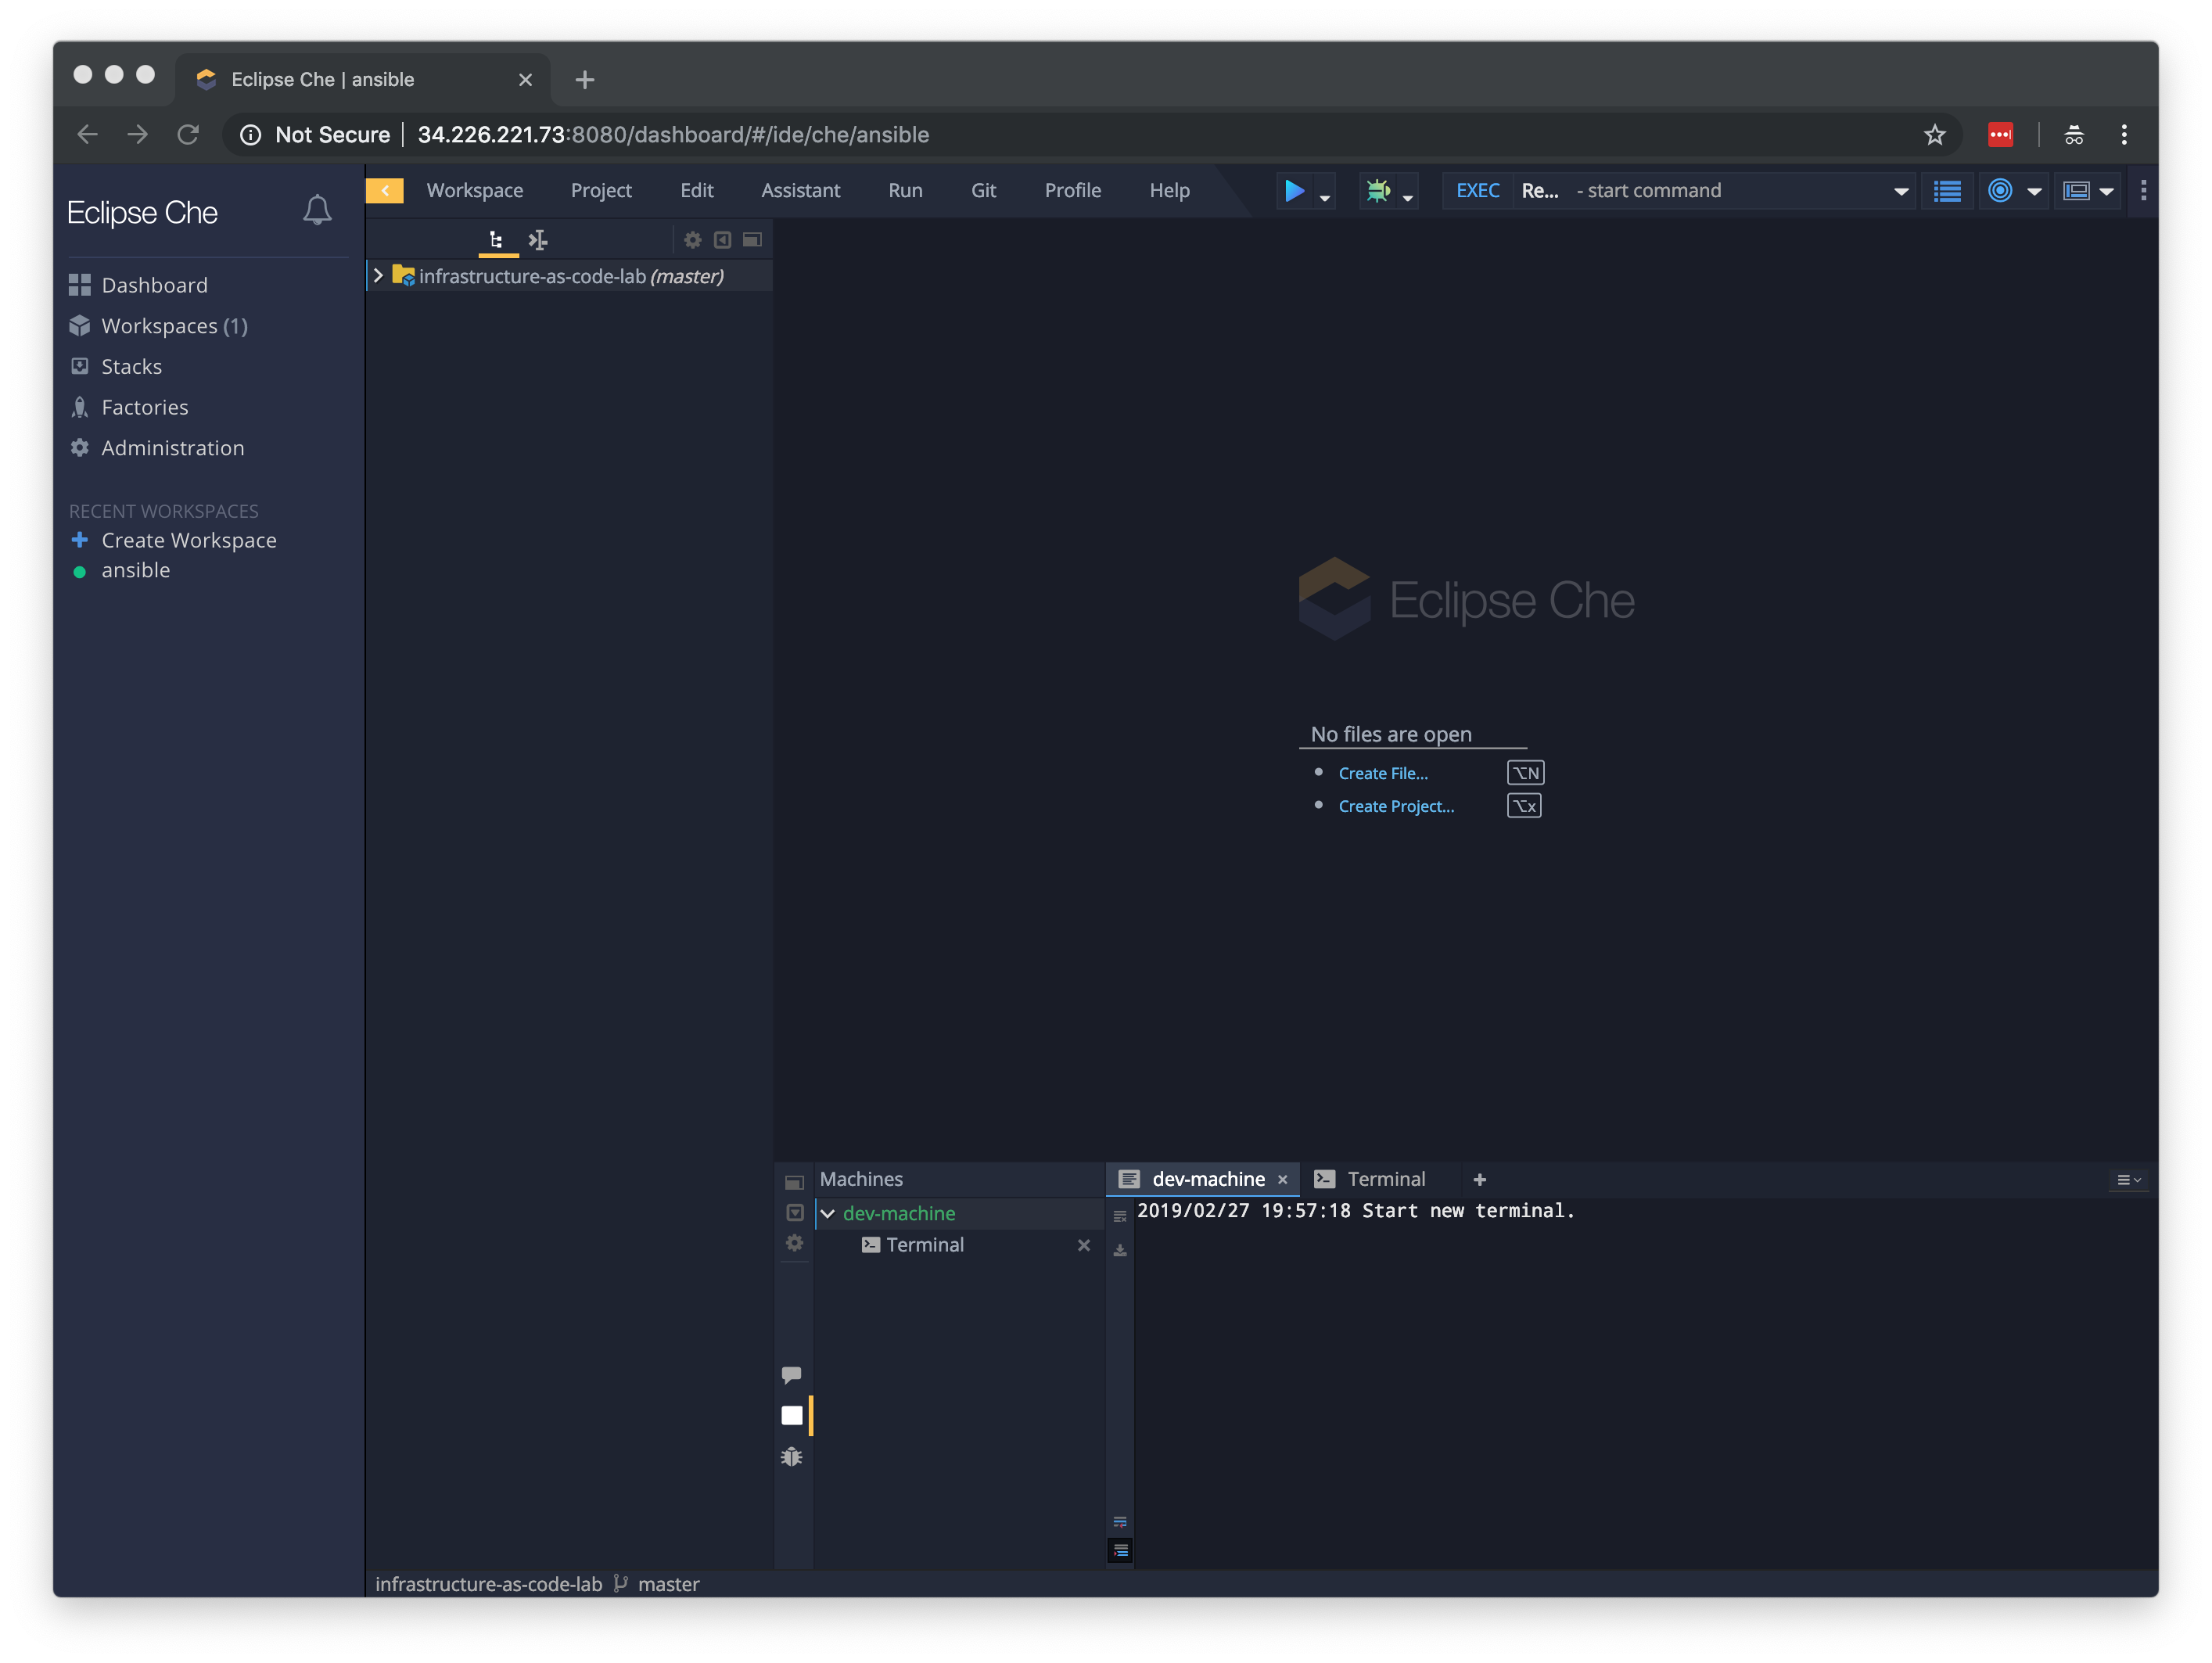 Eclipse Che | ansible
Not Secure | 34.226.221.73:8080/dashboard/#/ide/che/ansible
Eclipse Che
Workspace Project Edit Assistant Run Git Profile Help EXEC Re... - start command
infrastructure-as-code-lab (master)
Dashboard
Workspaces (1)
Stacks
Factories
Administration
RECENT WORKSPACES
Create Workspace
ansible
Eclipse Che
No files are open
Create File... ⌥N
Create Project... ⌥x
Machines
dev-machine
Terminal
dev-machine Terminal
2019/02/27 19:57:18 Start new terminal.
infrastructure-as-code-lab master